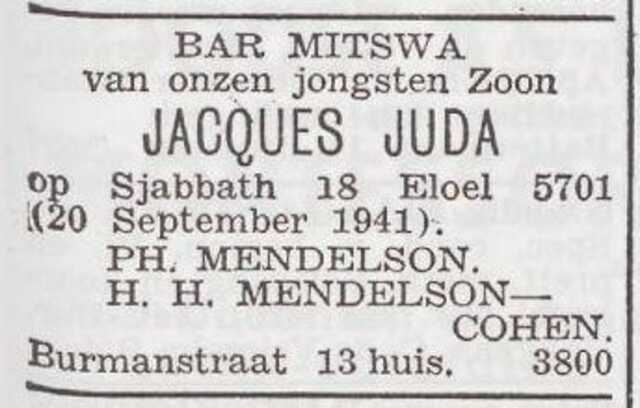 BAR MITSWA
van onzen jongsten Zoon
JACQUES JUDA
op Sjabbath 18 Eloel 5701
(20 September 1941).
PH. MENDELSON.
H. H. MENDELSON—
COHEN.
Burmanstraat 13 huis. 3800